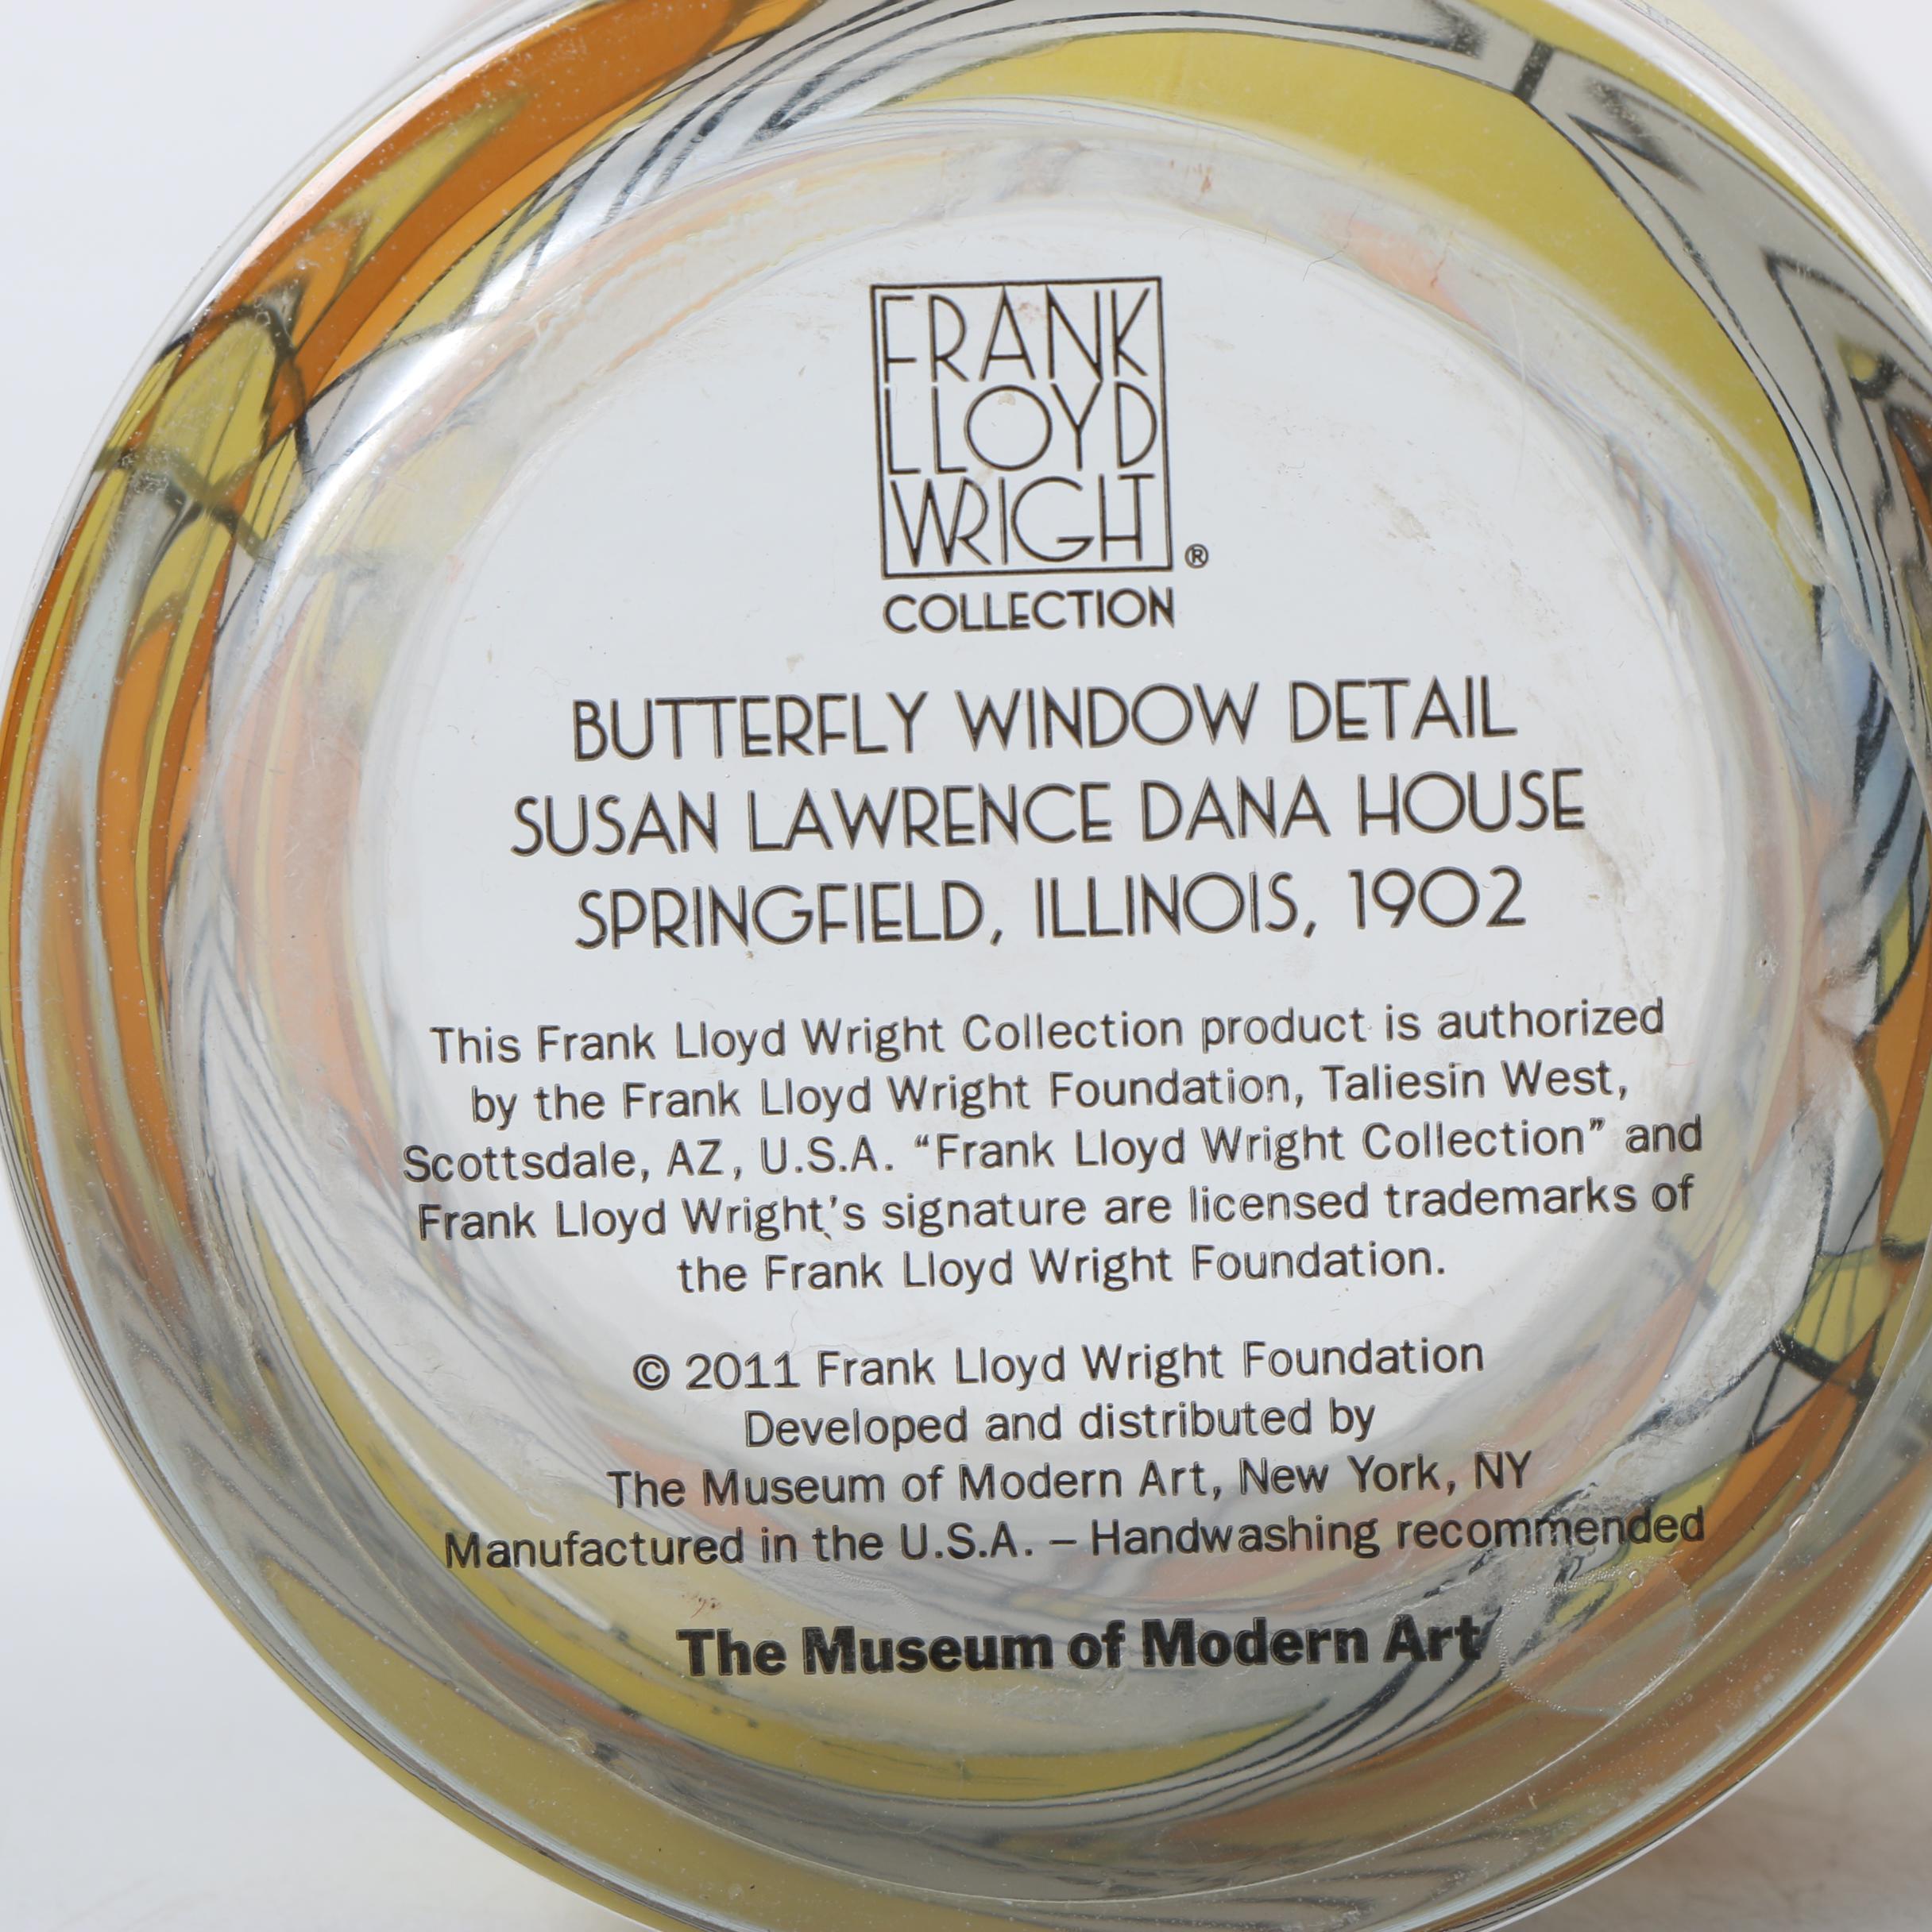 FRANK
LLOYD
WRIGHT®
COLLECTION
BUTTERFLY WINDOW DETAIL
SUSAN LAWRENCE DANA HOUSE
SPRINGFIELD, ILLINOIS, 1902
This Frank Lloyd Wright Collection product is authorized
by the Frank Lloyd Wright Foundation, Taliesin West,
Scottsdale, AZ, U.S.A. “Frank Lloyd Wright Collection” and
Frank Lloyd Wright's signature are licensed trademarks of
the Frank Lloyd Wright Foundation.
© 2011 Frank Lloyd Wright Foundation
Developed and distributed by
The Museum of Modern Art, New York, NY
Manufactured in the U.S.A. – Handwashing recommended
The Museum of Modern Art